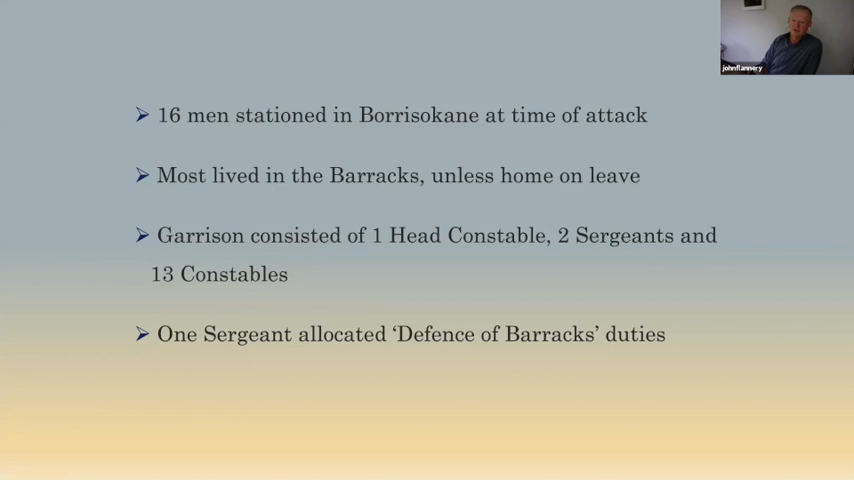 johnflannery
➢ 16 men stationed in Borrisokane at time of attack
➢ Most lived in the Barracks, unless home on leave
➢ Garrison consisted of 1 Head Constable, 2 Sergeants and
13 Constables
➢ One Sergeant allocated ‘Defence of Barracks’ duties